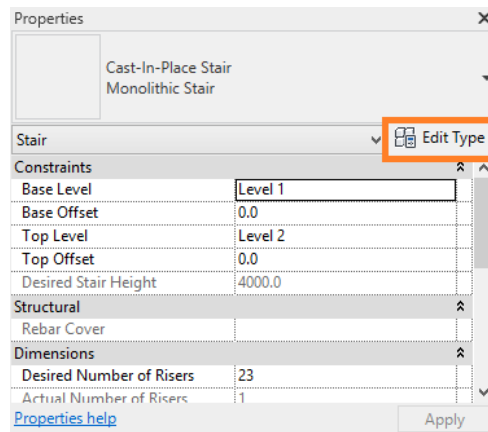 Properties
Cast-In-Place Stair
Monolithic Stair
Stair
Edit Type
Constraints
Base Level Level 1
Base Offset 0.0
Top Level Level 2
Top Offset 0.0
Desired Stair Height 4000.0
Structural
Rebar Cover
Dimensions
Desired Number of Risers 23
Actual Number of Risers 1
Properties help Apply